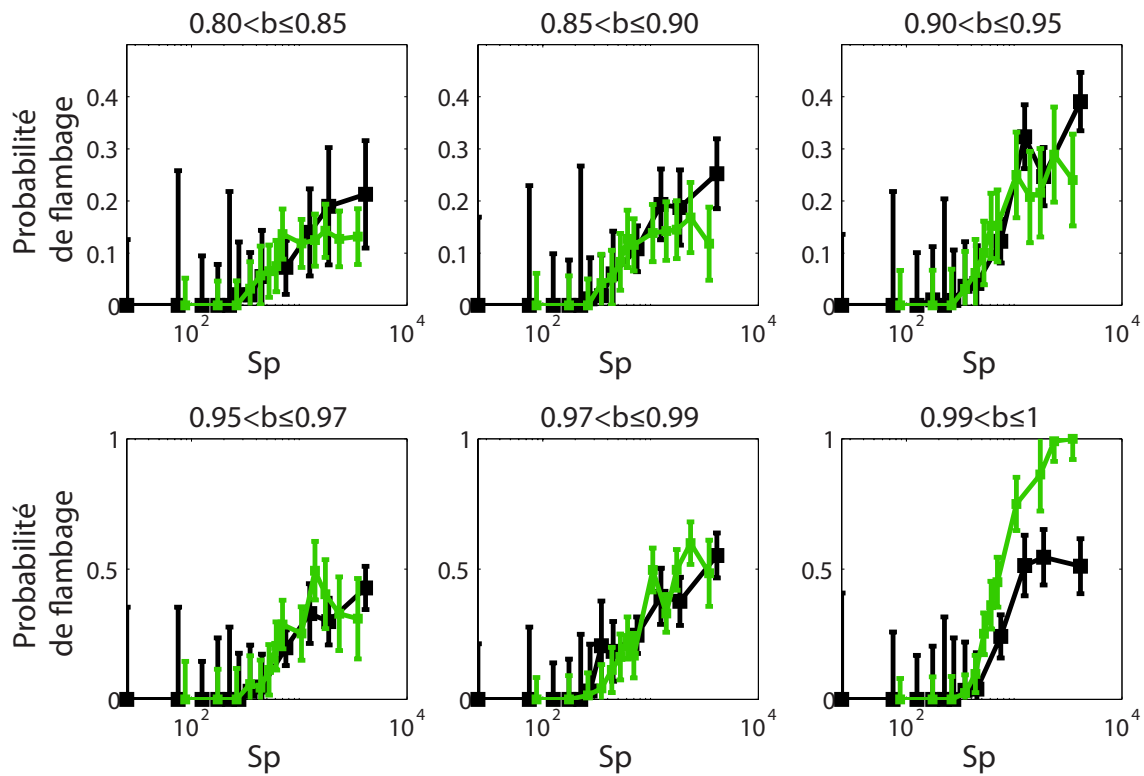 0.80<b≤0.85
0.85<b≤0.90
0.90<b≤0.95
Probabilité
de flambage
0.4
0.3
0.2
0.1
0
10²
10⁴
Sp
0.4
0.3
0.2
0.1
0
10²
10⁴
Sp
0.4
0.3
0.2
0.1
0
10²
10⁴
Sp
0.95<b≤0.97
0.97<b≤0.99
0.99<b≤1
Probabilité
de flambage
1
0.5
0
10²
10⁴
Sp
1
0.5
0
10²
10⁴
Sp
1
0.5
0
10²
10⁴
Sp